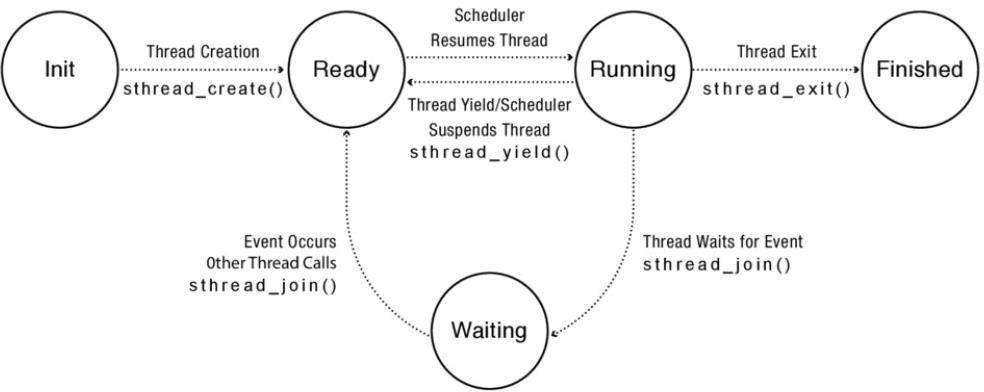 Init
Thread Creation
sthread_create()
Ready
Scheduler
Resumes Thread
Thread Yield/Scheduler
Suspends Thread
sthread_yield()
Running
Thread Exit
sthread_exit()
Finished
Event Occurs
Other Thread Calls
sthread_join()
Thread Waits for Event
sthread_join()
Waiting